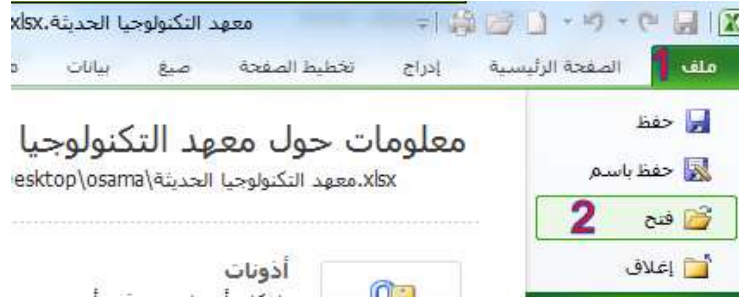 معهد التكنولوجيا الحديثة.xlsx
ملف 1 الصفحة الرئيسية إدراج تخطيط الصفحة صيغ بيانات
حفظ
حفظ باسم
فتح 2
إغلاق
معلومات حول معهد التكنولوجيا
esktop\osama\معهد التكنولوجيا الحديثة.xlsx
أذونات